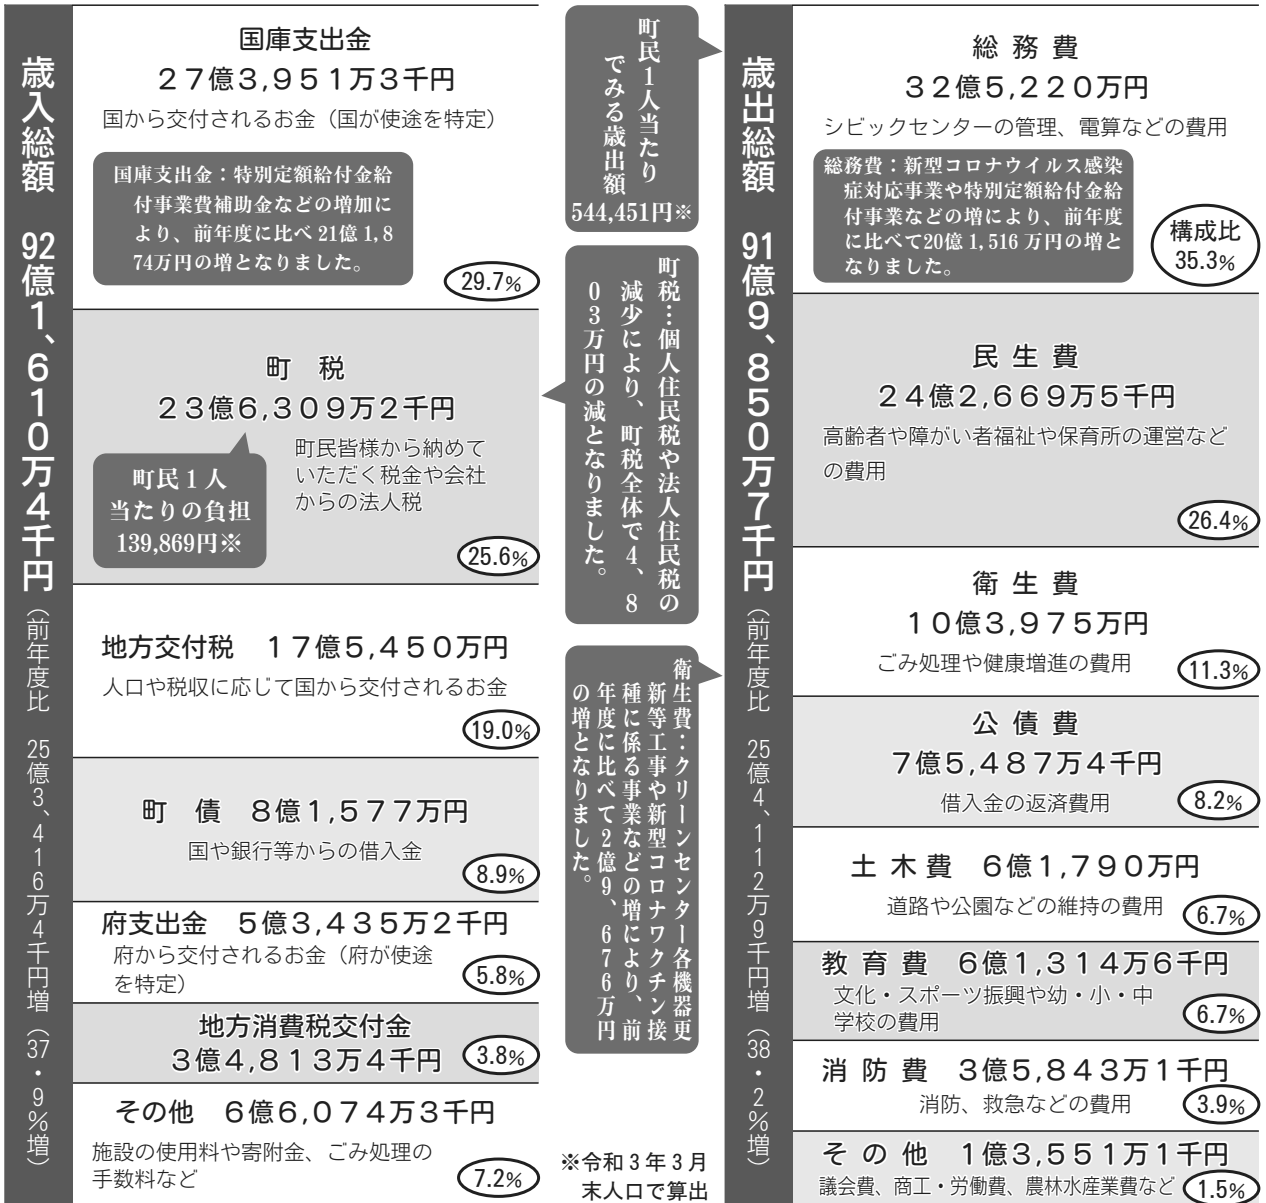 歳入総額 92億1、610万4千円（前年度比 25億3、416万4千円増（37・9％増）
国庫支出金
27億3,951万3千円
国から交付されるお金（国が使途を特定）
国庫支出金：特別定額給付金給
付事業費補助金などの増加に
より、前年度に比べ 21億 1,8
74万円の増となりました。
29.7%
町　税
23億6,309万2千円
町民皆様から納めて
いただく税金や会社
からの法人税
町民１人
当たりの負担
139,869円※
25.6%
地方交付税　17億5,450万円
人口や税収に応じて国から交付されるお金
19.0%
町　債　8億1,577万円
国や銀行等からの借入金
8.9%
府支出金　5億3,435万2千円
府から交付されるお金（府が使途
を特定）
5.8%
地方消費税交付金
3億4,813万4千円
3.8%
その他　6億6,074万3千円
施設の使用料や寄附金、ごみ処理の
手数料など
7.2%
町民１人当たり
でみる歳出額
544,451円※
町税…個人住民税や法人住民税の
減少により、町税全体で4、8
03万円の減となりました。
衛生費：クリーンセンター各機器更
新等工事や新型コロナワクチン接
種に係る事業などの増により、前
年度に比べて2億9、676万円
の増となりました。
※令和３年３月
末人口で算出
歳出総額 91億9、850万7千円（前年度比 25億4、112万9千円増（38・2％増）
総 務 費
32億5,220万円
シビックセンターの管理、電算などの費用
総務費：新型コロナウイルス感染
症対応事業や特別定額給付金給
付事業などの増により、前年度
に比べて20億 1,516 万円の増と
なりました。
構成比
35.3%
民 生 費
24億2,669万5千円
高齢者や障がい者福祉や保育所の運営など
の費用
26.4%
衛 生 費
10億3,975万円
ごみ処理や健康増進の費用
11.3%
公 債 費
7億5,487万4千円
借入金の返済費用
8.2%
土 木 費　6億1,790万円
道路や公園などの維持の費用
6.7%
教 育 費　6億1,314万6千円
文化・スポーツ振興や幼・小・中
学校の費用
6.7%
消 防 費　3億5,843万1千円
消防、救急などの費用
3.9%
そ の 他　1億3,551万1千円
議会費、商工・労働費、農林水産業費など
1.5%